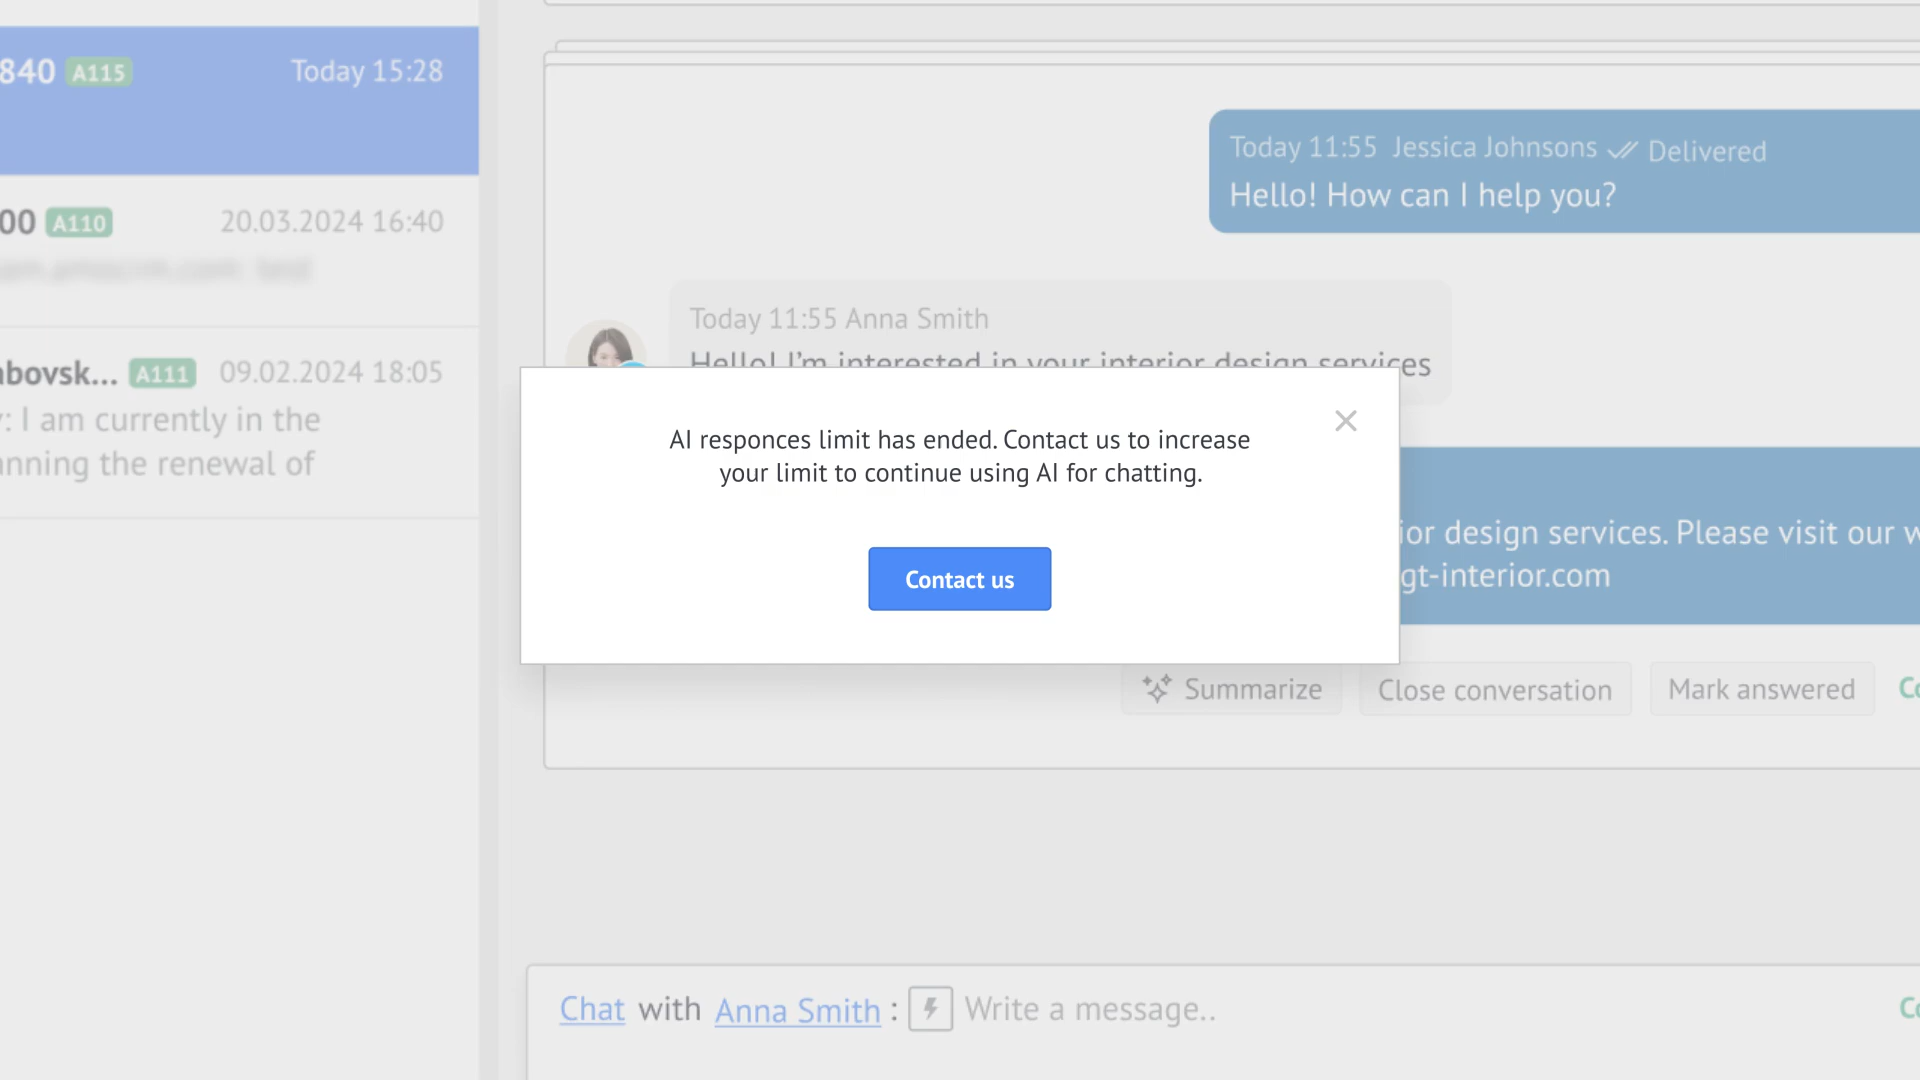 840 A115 Today 15:28
00 A110 20.03.2024 16:40
A111 09.02.2024 18:05
: I am currently in the
the renewal of
Today 11:55 Jessica Johnsons Delivered
Hello! How can I help you?
Today 11:55 Anna Smith
Hello! I'm interested in your interior design services
AI responces limit has ended. Contact us to increase
your limit to continue using AI for chatting.
Contact us
design services. Please visit our
gt-interior.com
Summarize Close conversation Mark answered
Chat with Anna Smith : Write a message..